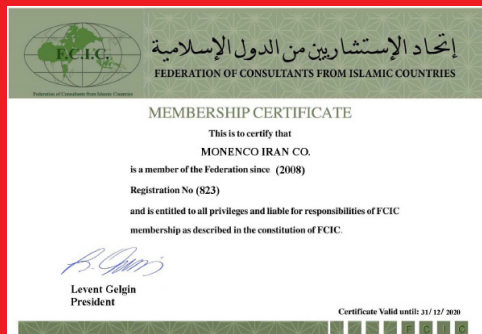 F.C.I.C.
Federation of Consultants from Islamic Countries
إتحاد الإستشاريين من الدول الإسلامية
FEDERATION OF CONSULTANTS FROM ISLAMIC COUNTRIES
MEMBERSHIP CERTIFICATE
This is to certify that
MONENCO IRAN CO.
is a member of the Federation since (2008)
Registration No (823)
and is entitled to all privileges and liable for responsibilities of FCIC
membership as described in the constitution of FCIC.
Levent Gelgin
President
Certificate Valid until: 31/ 12/ 2020
F C I C